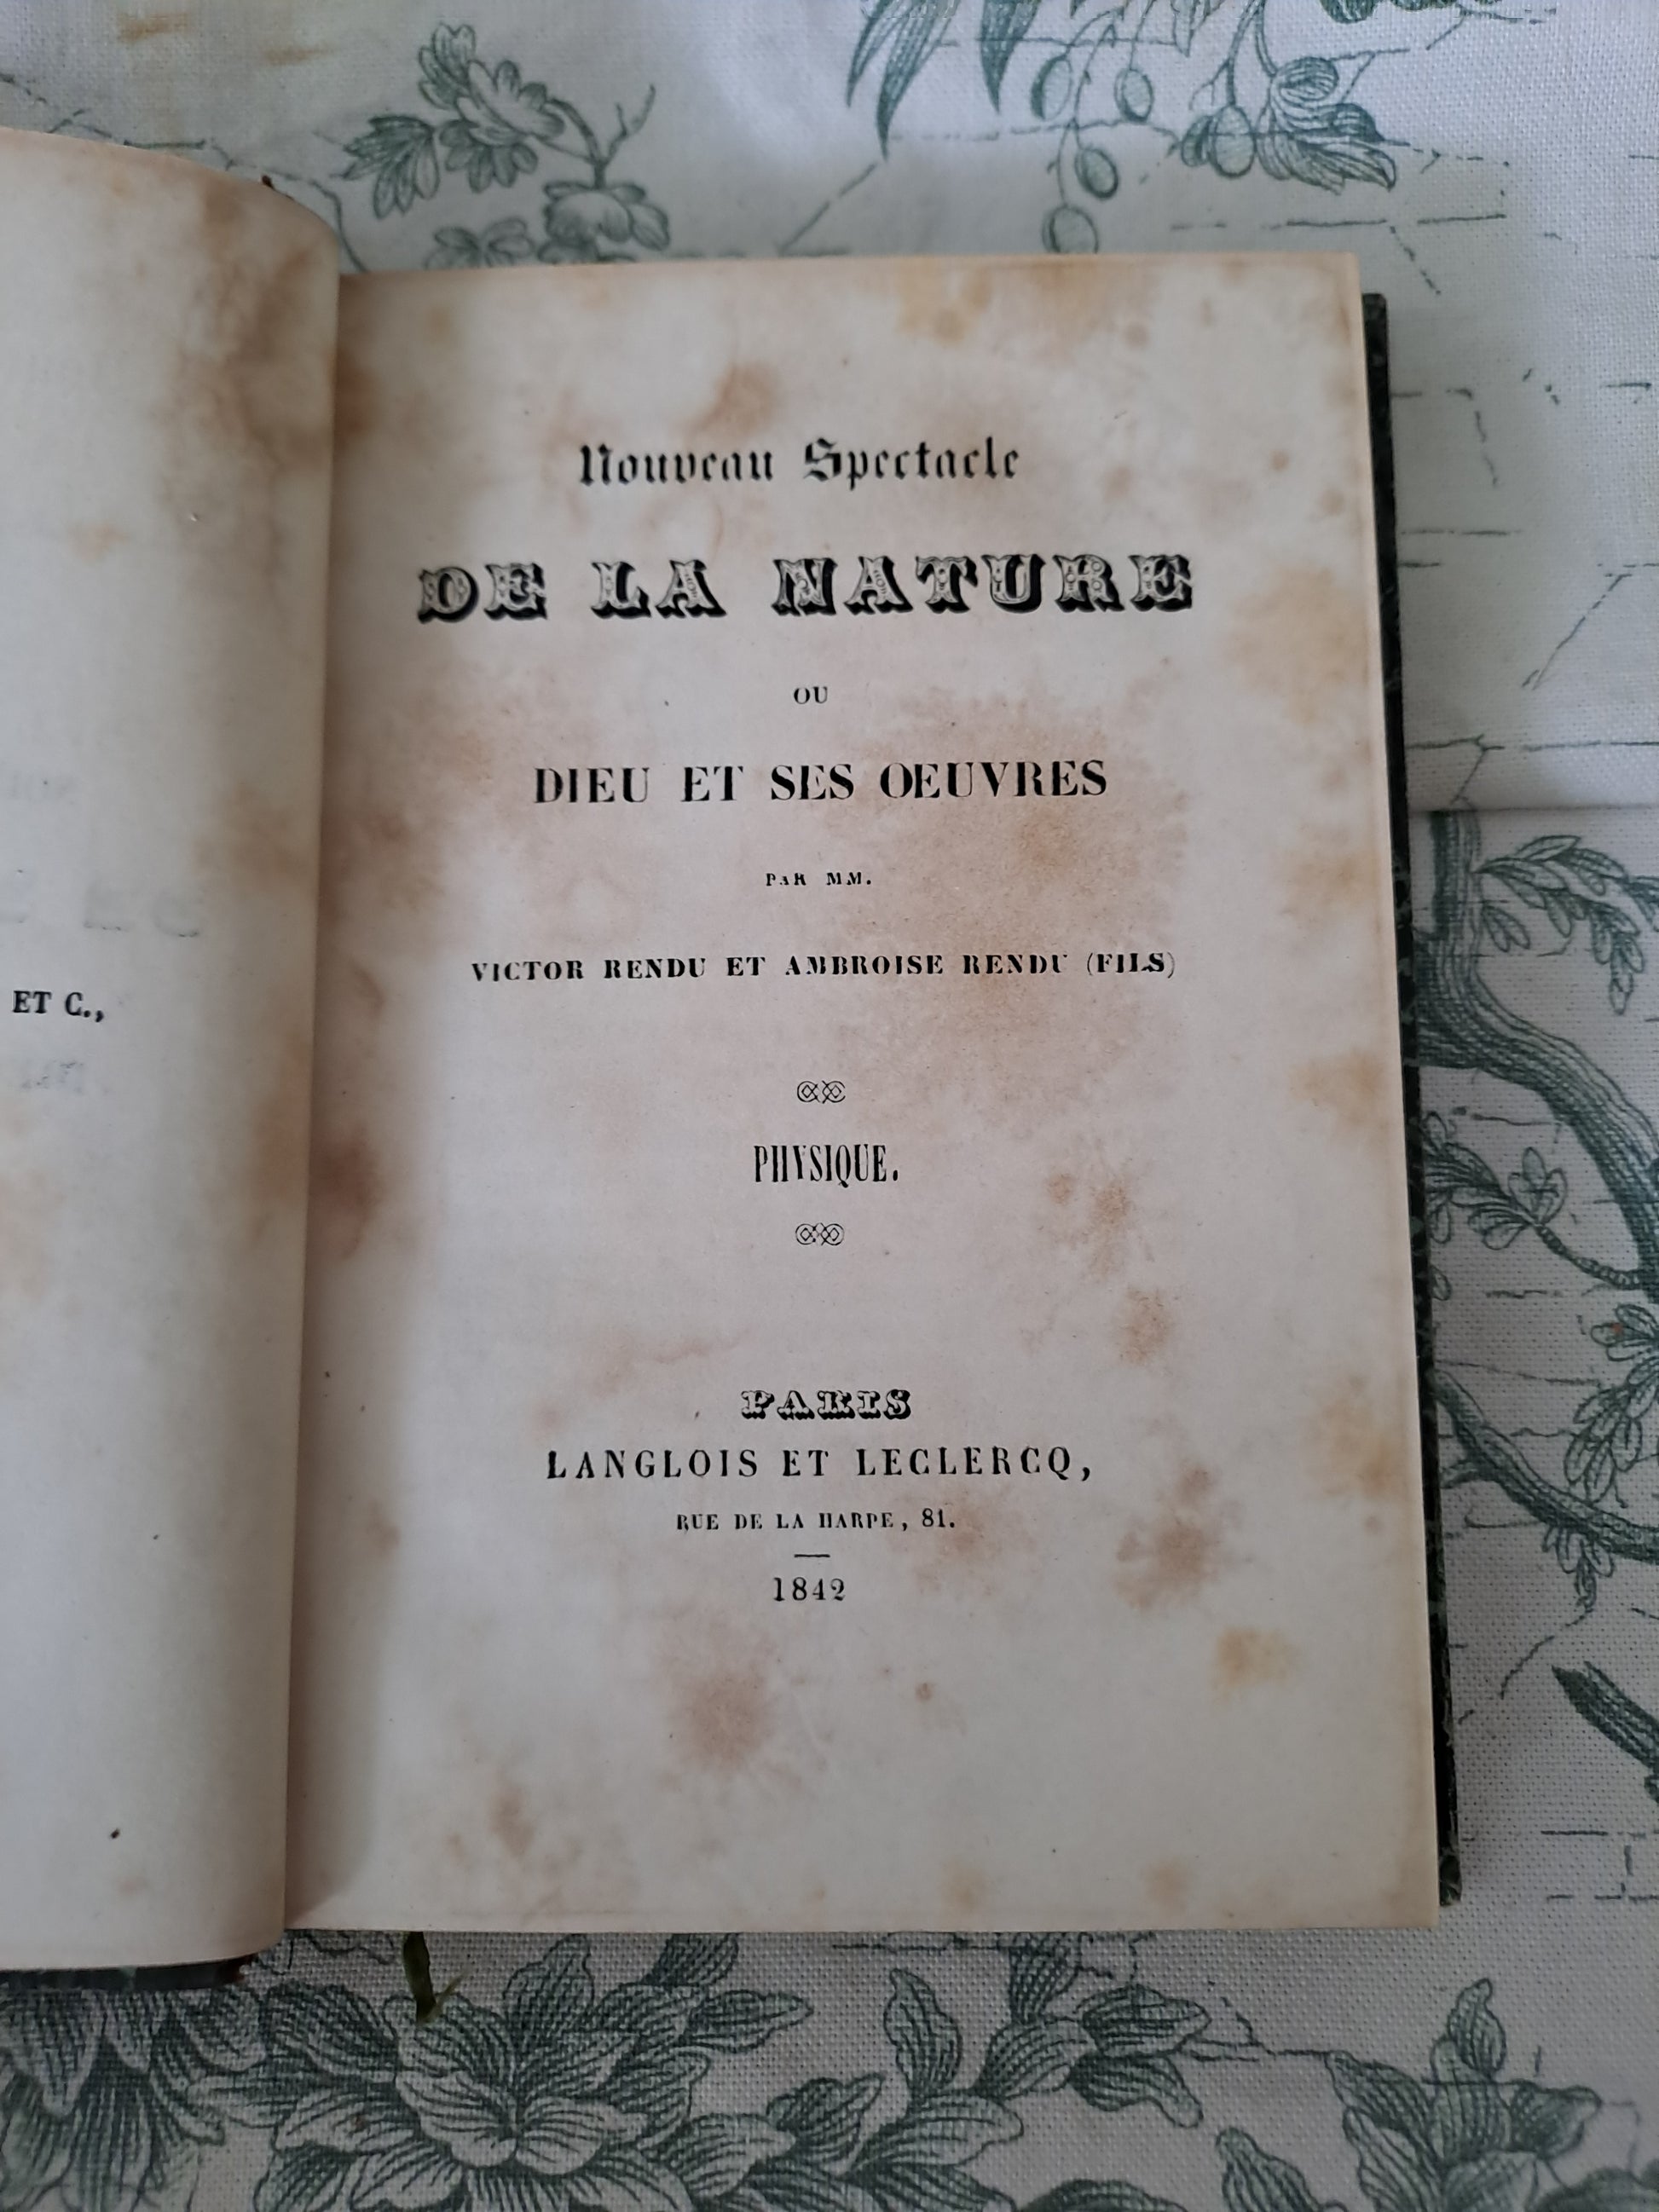 Nouveau Spectacle
DE LA NATURE
OU
DIEU ET SES OEUVRES
PAR MM.
VICTOR RENDU ET AMBROISE RENDU (FILS)
PHYSIQUE.
PARIS
LANGLOIS ET LECLERCQ,
RUE DE LA HARPE, 81.
1842
ET C.,